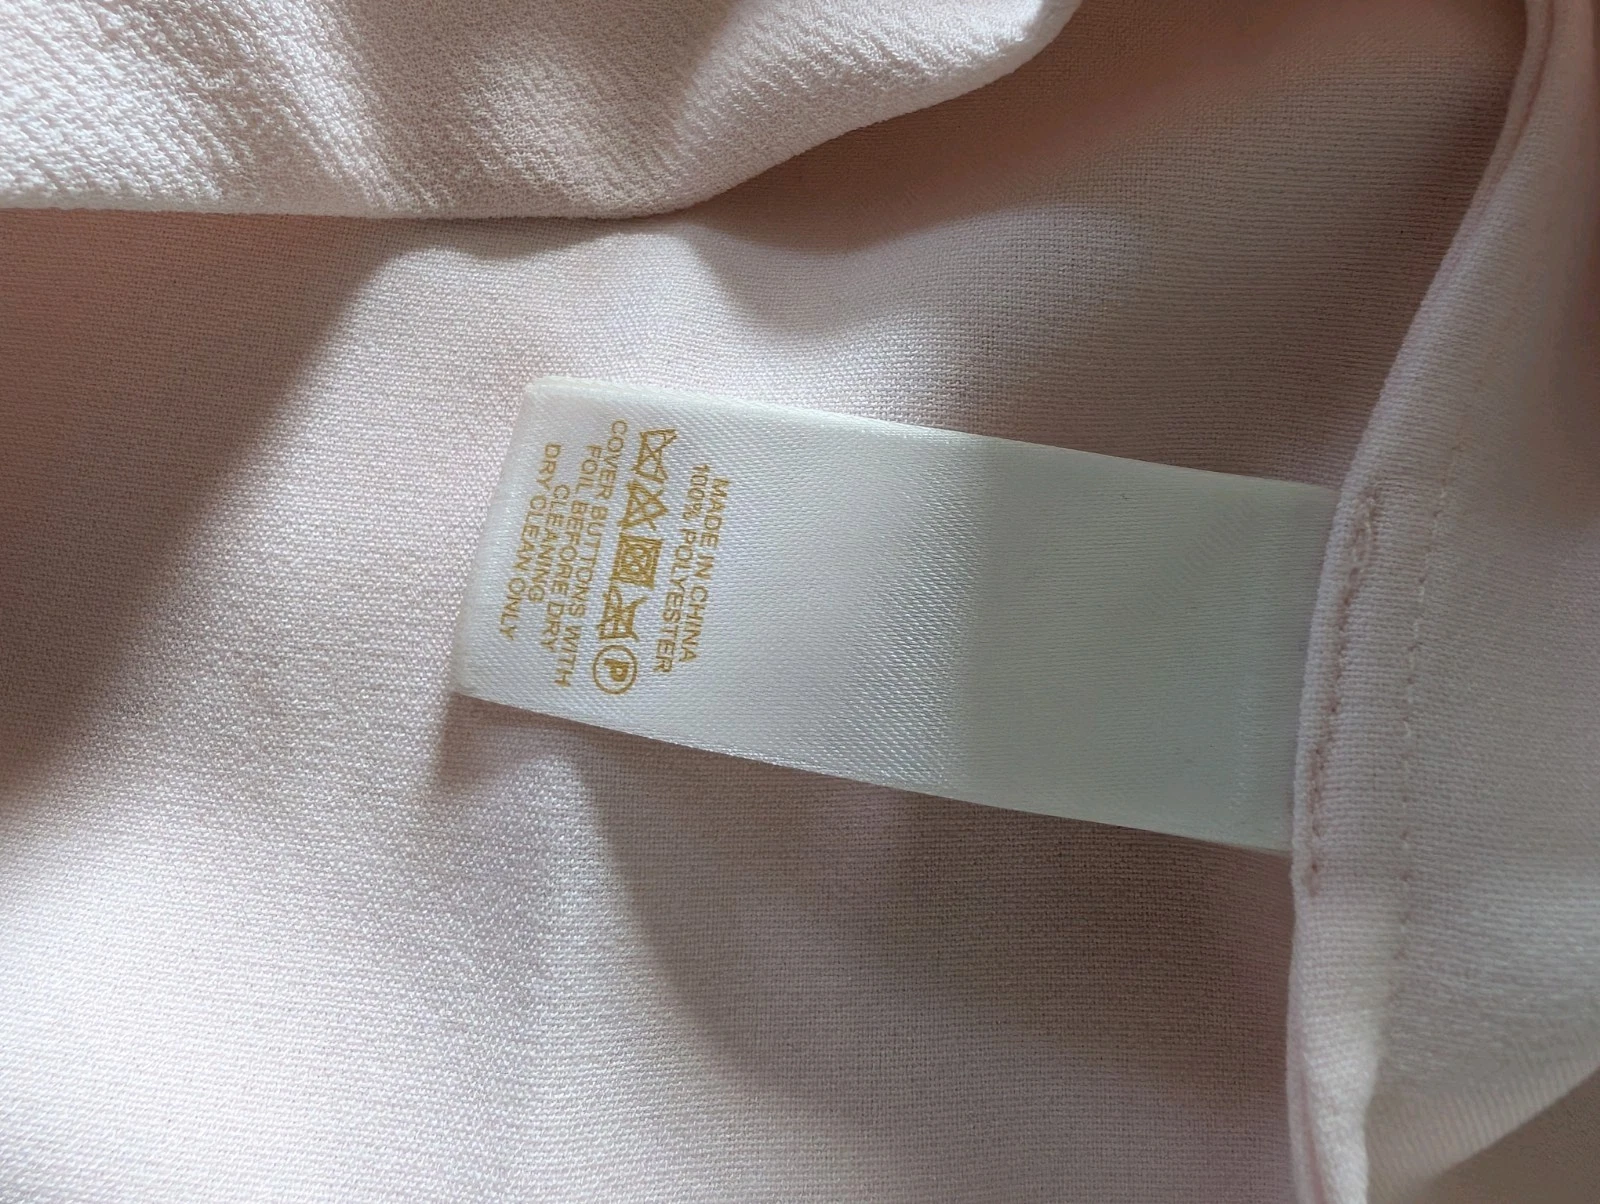 MADE IN CHINA
100% POLYESTER
P
COVER BUTTONS WITH
FOIL BEFORE DRY
CLEANING
DRY CLEAN ONLY